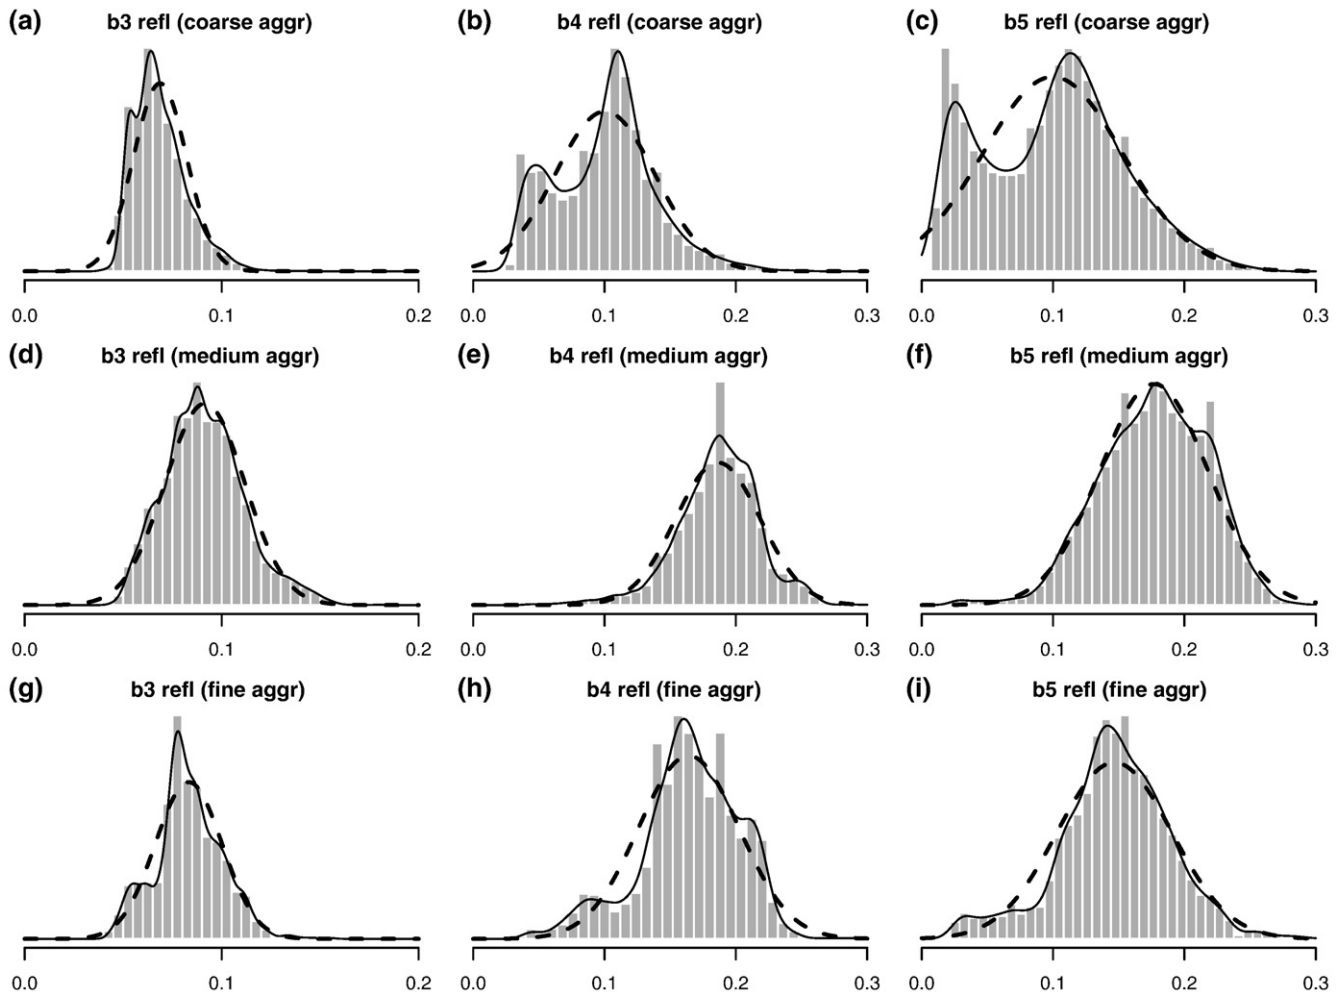 (a) b3 refl (coarse aggr)
0.0 0.1 0.2
(b) b4 refl (coarse aggr)
0.0 0.1 0.2 0.3
(c) b5 refl (coarse aggr)
0.0 0.1 0.2 0.3
(d) b3 refl (medium aggr)
0.0 0.1 0.2
(e) b4 refl (medium aggr)
0.0 0.1 0.2 0.3
(f) b5 refl (medium aggr)
0.0 0.1 0.2 0.3
(g) b3 refl (fine aggr)
0.0 0.1 0.2
(h) b4 refl (fine aggr)
0.0 0.1 0.2 0.3
(i) b5 refl (fine aggr)
0.0 0.1 0.2 0.3